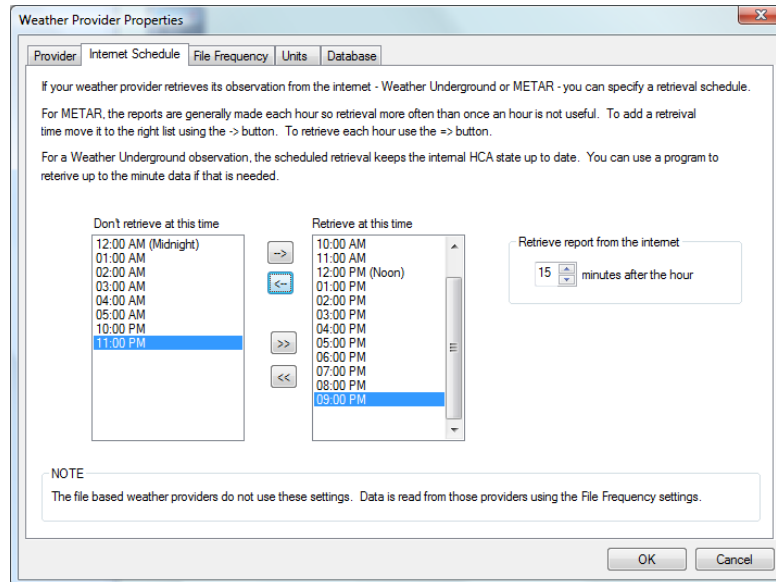 Weather Provider Properties
Provider Internet Schedule File Frequency Units Database
If your weather provider retrieves its observation from the internet - Weather Underground or METAR - you can specify a retrieval schedule.
For METAR, the reports are generally made each hour so retrieval more often than once an hour is not useful. To add a retreival
time move it to the right list using the -> button. To retrieve each hour use the => button.
For a Weather Underground observation, the scheduled retrieval keeps the internal HCA state up to date. You can use a program to
reterive up to the minute data if that is needed.
Don't retrieve at this time
12:00 AM (Midnight)
01:00 AM
02:00 AM
03:00 AM
04:00 AM
05:00 AM
10:00 PM
11:00 PM
-->
<--
>>
<<
Retrieve at this time
10:00 AM
11:00 AM
12:00 PM (Noon)
01:00 PM
02:00 PM
03:00 PM
04:00 PM
05:00 PM
06:00 PM
07:00 PM
08:00 PM
09:00 PM
Retrieve report from the internet
15 minutes after the hour
NOTE
The file based weather providers do not use these settings. Data is read from those providers using the File Frequency settings.
OK Cancel